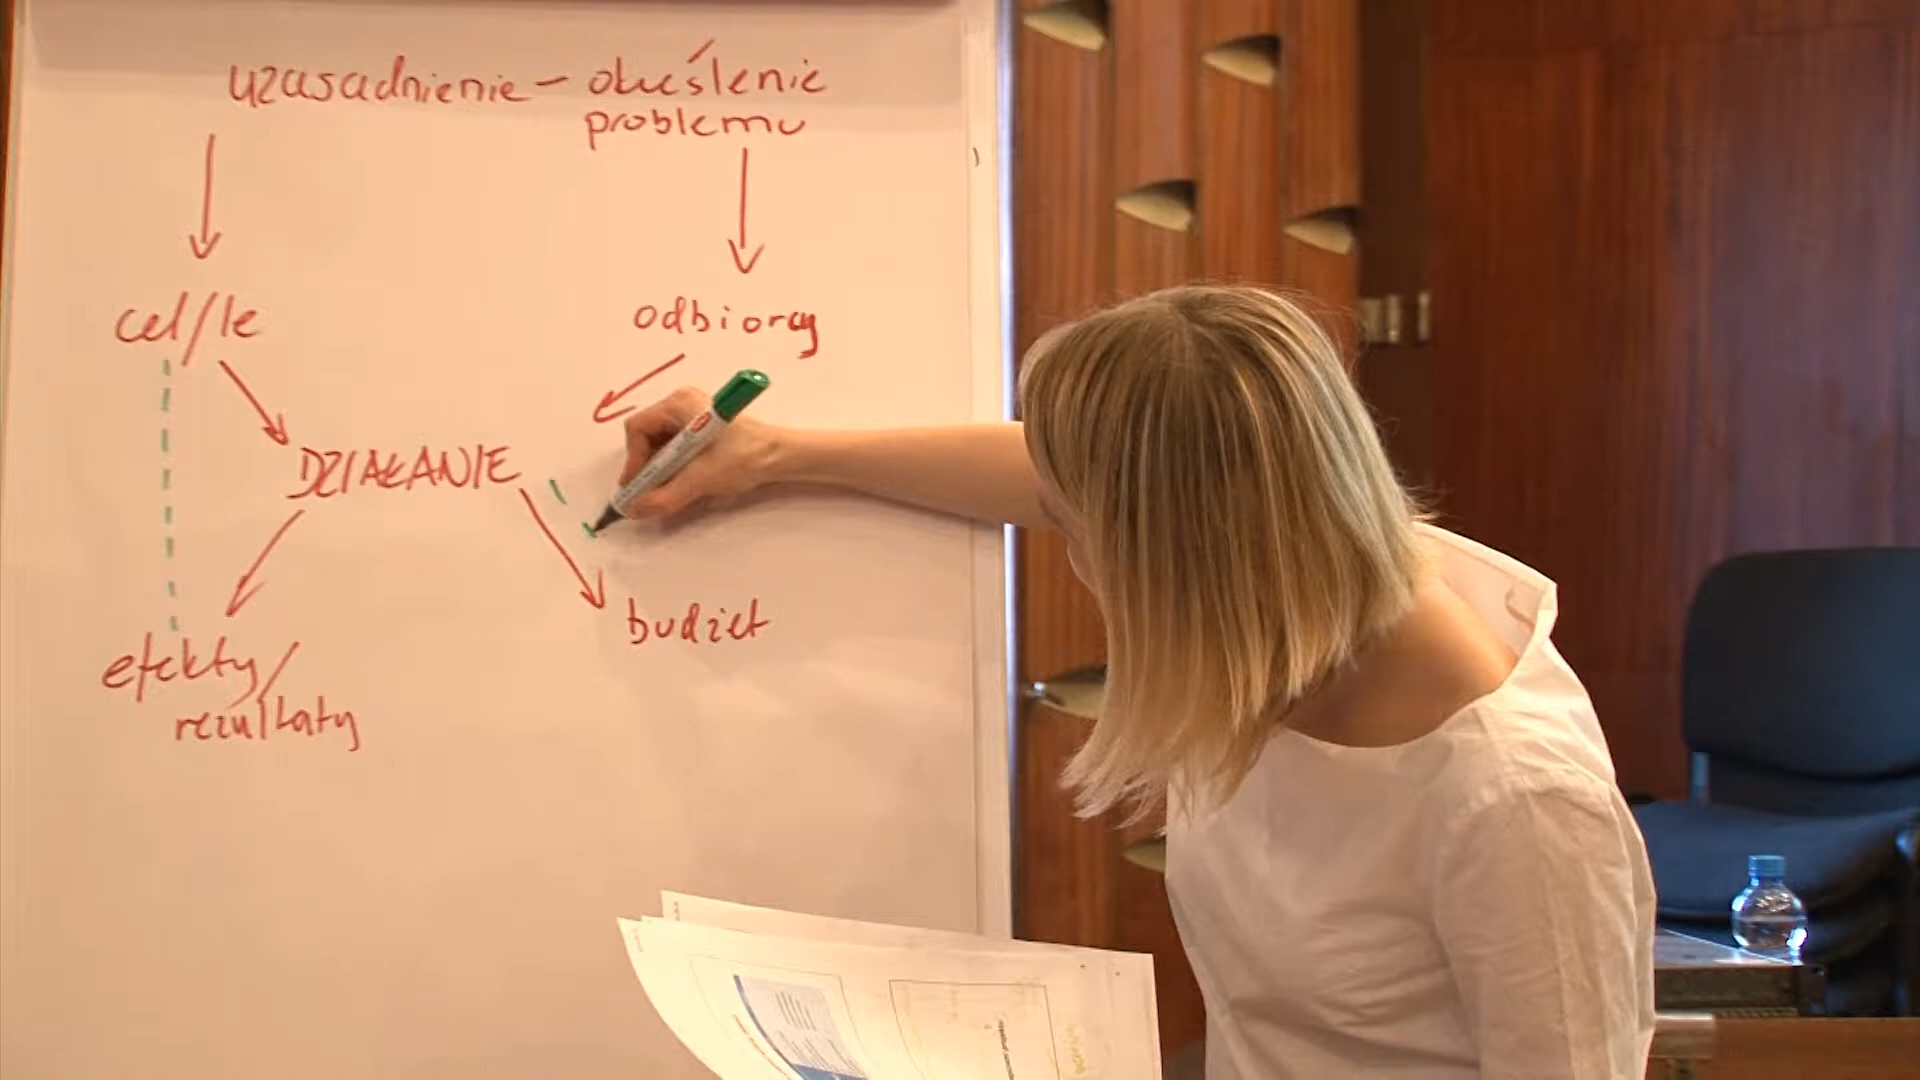 uzasadnienie – określenie
problemu
cel/le
odbiorcy
DZIAŁANIE
budżet
efekty/
rezultaty